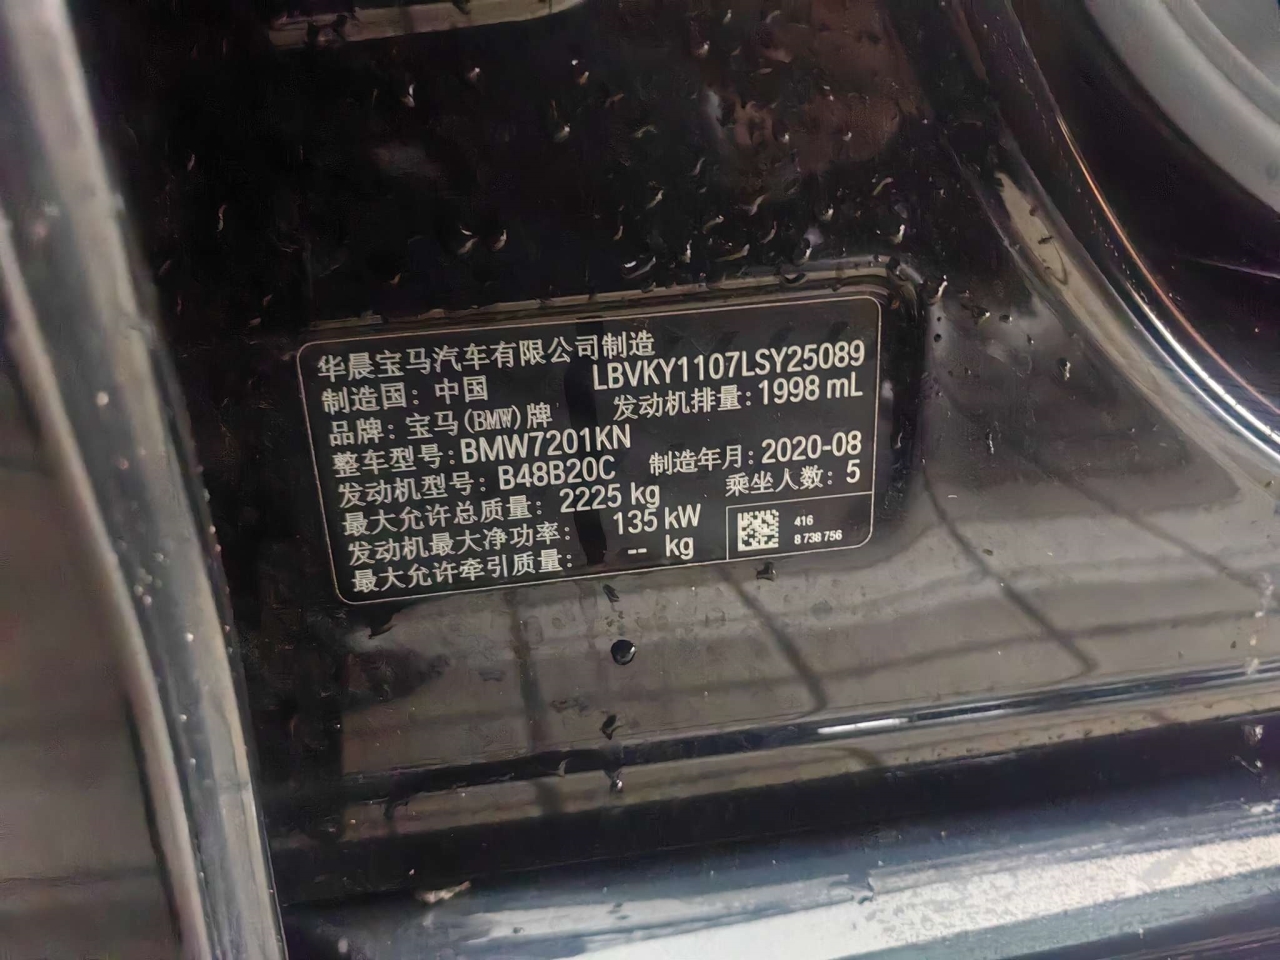 华晨宝马汽车有限公司制造
LBVKY1107LSY25089
制造国：中国
发动机排量：1998 mL
品牌：宝马(BMW)牌
整车型号：BMW7201KN
制造年月：2020-08
发动机型号：B48B20C
乘坐人数：5
最大允许总质量：2225 kg
发动机最大净功率：135 kW
最大允许牵引质量：-- kg
416
8 738 756